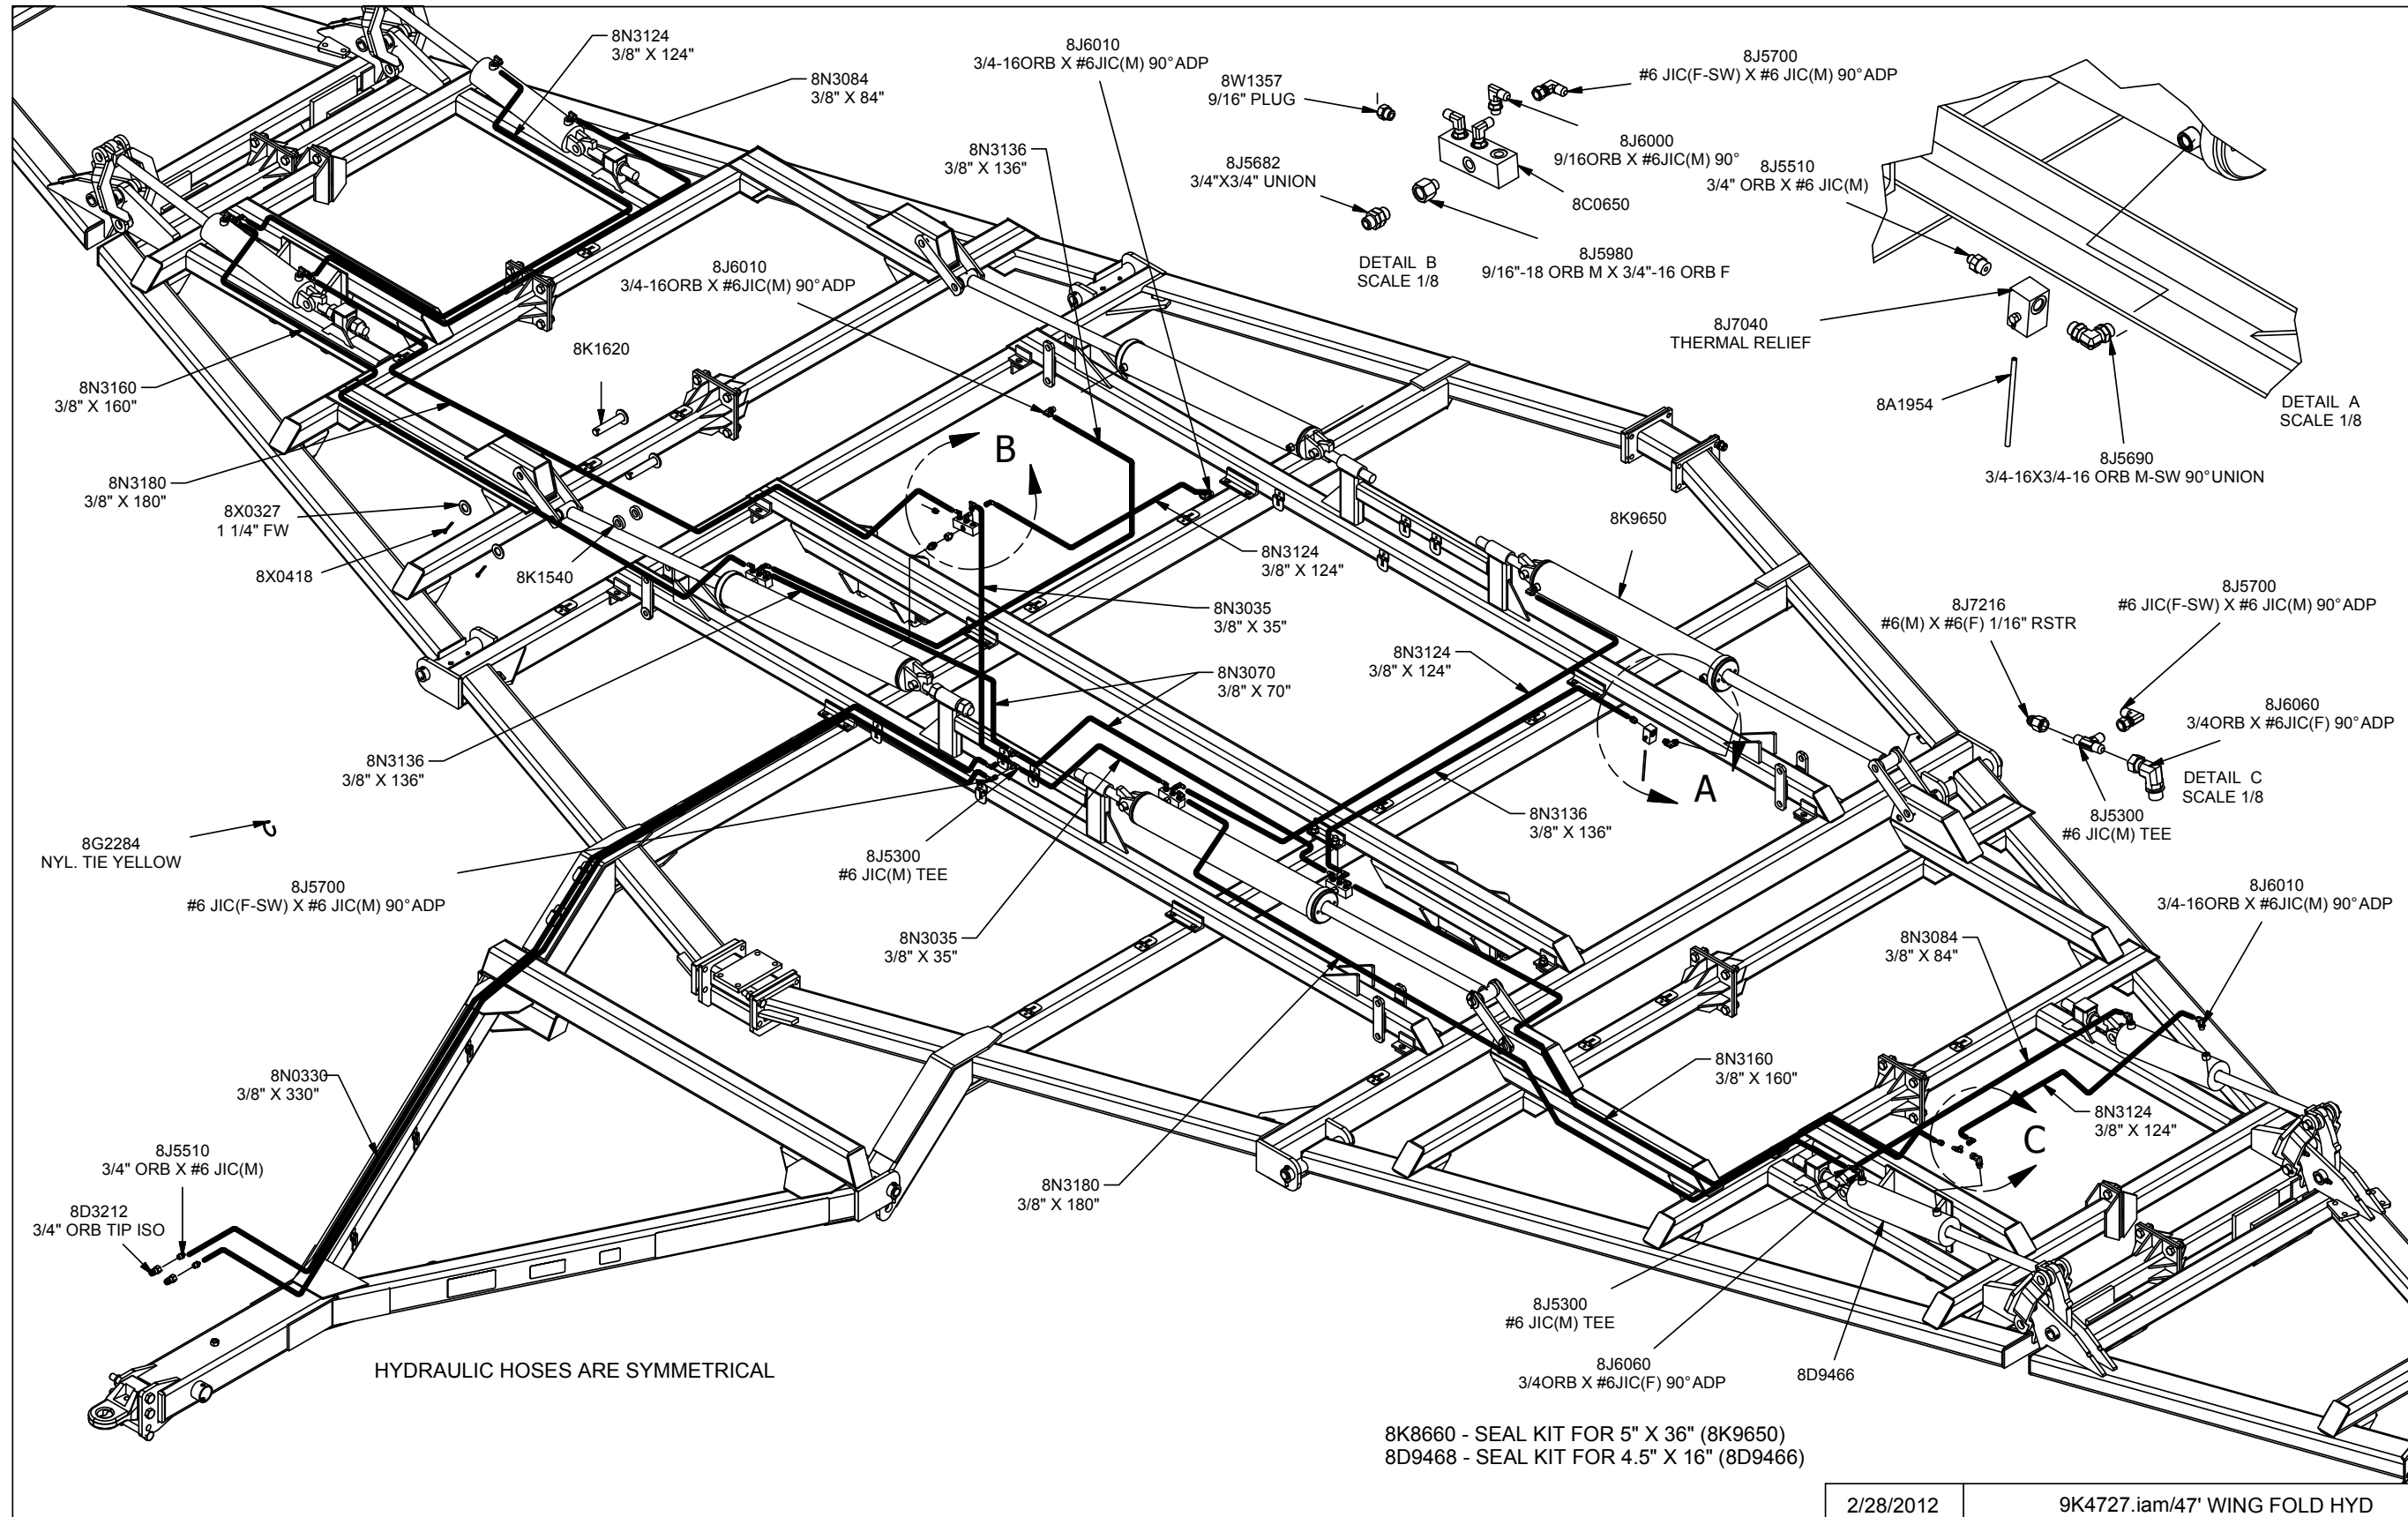 8N3124
3/8" X 124"
8N3084
3/8" X 84"
8J6010
3/4-16ORB X #6JIC(M) 90°ADP
8W1357
9/16" PLUG
8J5700
#6 JIC(F-SW) X #6 JIC(M) 90°ADP
8N3136
3/8" X 136"
8J5682
3/4"X3/4" UNION
8J6000
9/16ORB X #6JIC(M) 90°
8J5510
3/4" ORB X #6 JIC(M)
8C0650
8J5980
9/16"-18 ORB M X 3/4"-16 ORB F
DETAIL B
SCALE 1/8
8J6010
3/4-16ORB X #6JIC(M) 90°ADP
8J7040
THERMAL RELIEF
8K1620
8A1954
DETAIL A
SCALE 1/8
8N3160
3/8" X 160"
8J5690
3/4-16X3/4-16 ORB M-SW 90°UNION
B
8N3180
3/8" X 180"
8X0327
1 1/4" FW
8K9650
8X0418
8K1540
8N3124
3/8" X 124"
8N3035
3/8" X 35"
8J7216
#6(M) X #6(F) 1/16" RSTR
8J5700
#6 JIC(F-SW) X #6 JIC(M) 90°ADP
8N3070
3/8" X 70"
8N3124
3/8" X 124"
8J6060
3/4ORB X #6JIC(F) 90°ADP
8N3136
3/8" X 136"
A
DETAIL C
SCALE 1/8
8J5300
#6 JIC(M) TEE
8N3136
3/8" X 136"
8G2284
NYL. TIE YELLOW
8J5300
#6 JIC(M) TEE
8J5700
#6 JIC(F-SW) X #6 JIC(M) 90°ADP
8J6010
3/4-16ORB X #6JIC(M) 90°ADP
8N3035
3/8" X 35"
8N3084
3/8" X 84"
8N0330
3/8" X 330"
8N3160
3/8" X 160"
8N3124
3/8" X 124"
C
8J5510
3/4" ORB X #6 JIC(M)
8N3180
3/8" X 180"
8D3212
3/4" ORB TIP ISO
8J5300
#6 JIC(M) TEE
8J6060
3/4ORB X #6JIC(F) 90°ADP
8D9466
HYDRAULIC HOSES ARE SYMMETRICAL
8K8660 - SEAL KIT FOR 5" X 36" (8K9650)
8D9468 - SEAL KIT FOR 4.5" X 16" (8D9466)
2/28/2012
9K4727.iam/47' WING FOLD HYD